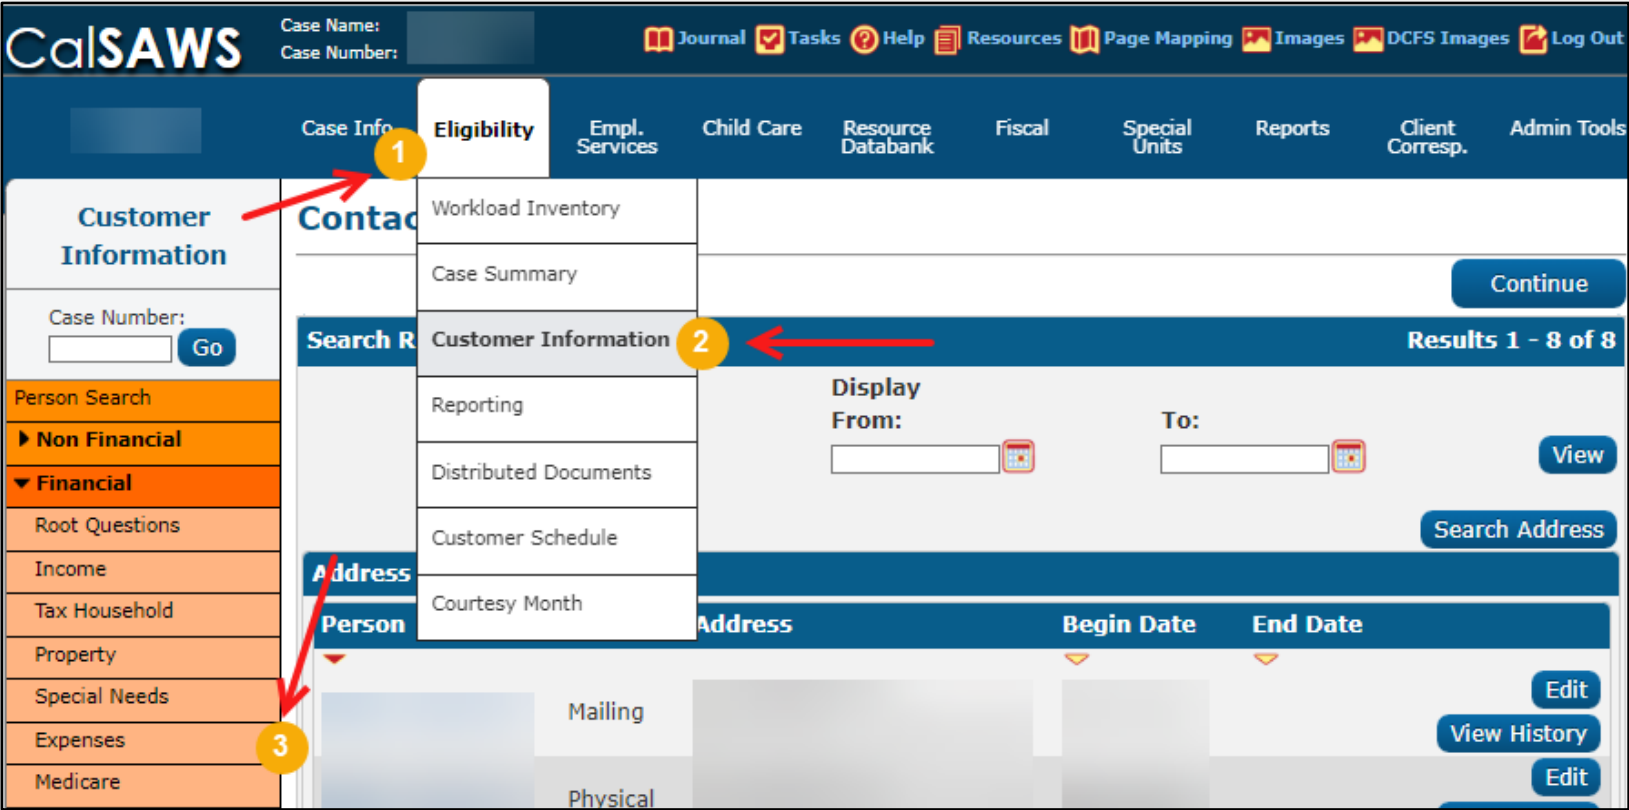 CalSAWS
Case Name:
Case Number:
Journal
Tasks
Help
Resources
Page Mapping
Images
DCFS Images
Log Out
Case Info
Eligibility
Empl.
Services
Child Care
Resource
Databank
Fiscal
Special
Units
Reports
Client
Corresp.
Admin Tools
1
Customer
Information
Case Number:
Go
Person Search
Non Financial
Financial
Root Questions
Income
Tax Household
Property
Special Needs
Expenses
3
Medicare
Workload Inventory
Case Summary
Customer Information
2
Reporting
Distributed Documents
Customer Schedule
Courtesy Month
Contac
Continue
Search R
Results 1 - 8 of 8
Display
From:
To:
View
Search Address
Address
Person
Address
Begin Date
End Date
Mailing
Edit
View History
Physical
Edit